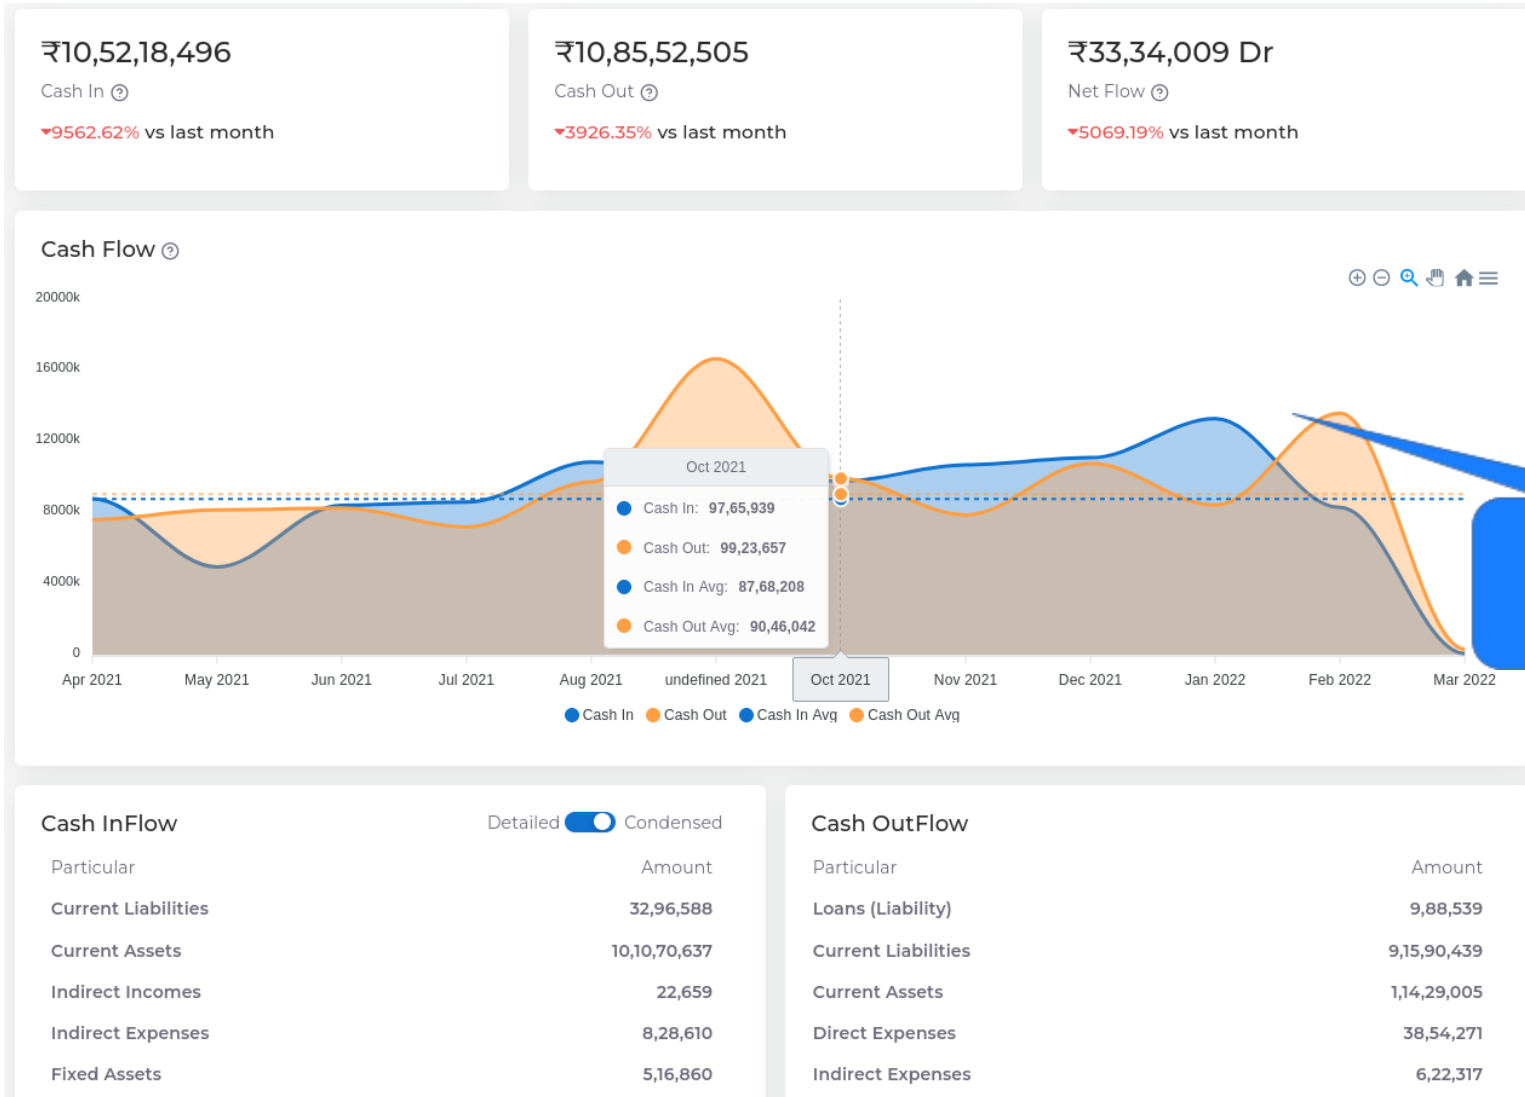 ₹10,52,18,496
Cash In
9562.62% vs last month
₹10,85,52,505
Cash Out
3926.35% vs last month
₹33,34,009 Dr
Net Flow
5069.19% vs last month
Cash Flow
20000k
16000k
12000k
8000k
4000k
0
Oct 2021
Cash In: 97,65,939
Cash Out: 99,23,657
Cash In Avg: 87,68,208
Cash Out Avg: 90,46,042
Apr 2021 May 2021 Jun 2021 Jul 2021 Aug 2021 undefined 2021 Oct 2021 Nov 2021 Dec 2021 Jan 2022 Feb 2022 Mar 2022
Cash In Cash Out Cash In Avg Cash Out Avg
Cash InFlow Detailed Condensed
Particular Amount
Current Liabilities 32,96,588
Current Assets 10,10,70,637
Indirect Incomes 22,659
Indirect Expenses 8,28,610
Fixed Assets 5,16,860
Cash OutFlow
Particular Amount
Loans (Liability) 9,88,539
Current Liabilities 9,15,90,439
Current Assets 1,14,29,005
Direct Expenses 38,54,271
Indirect Expenses 6,22,317